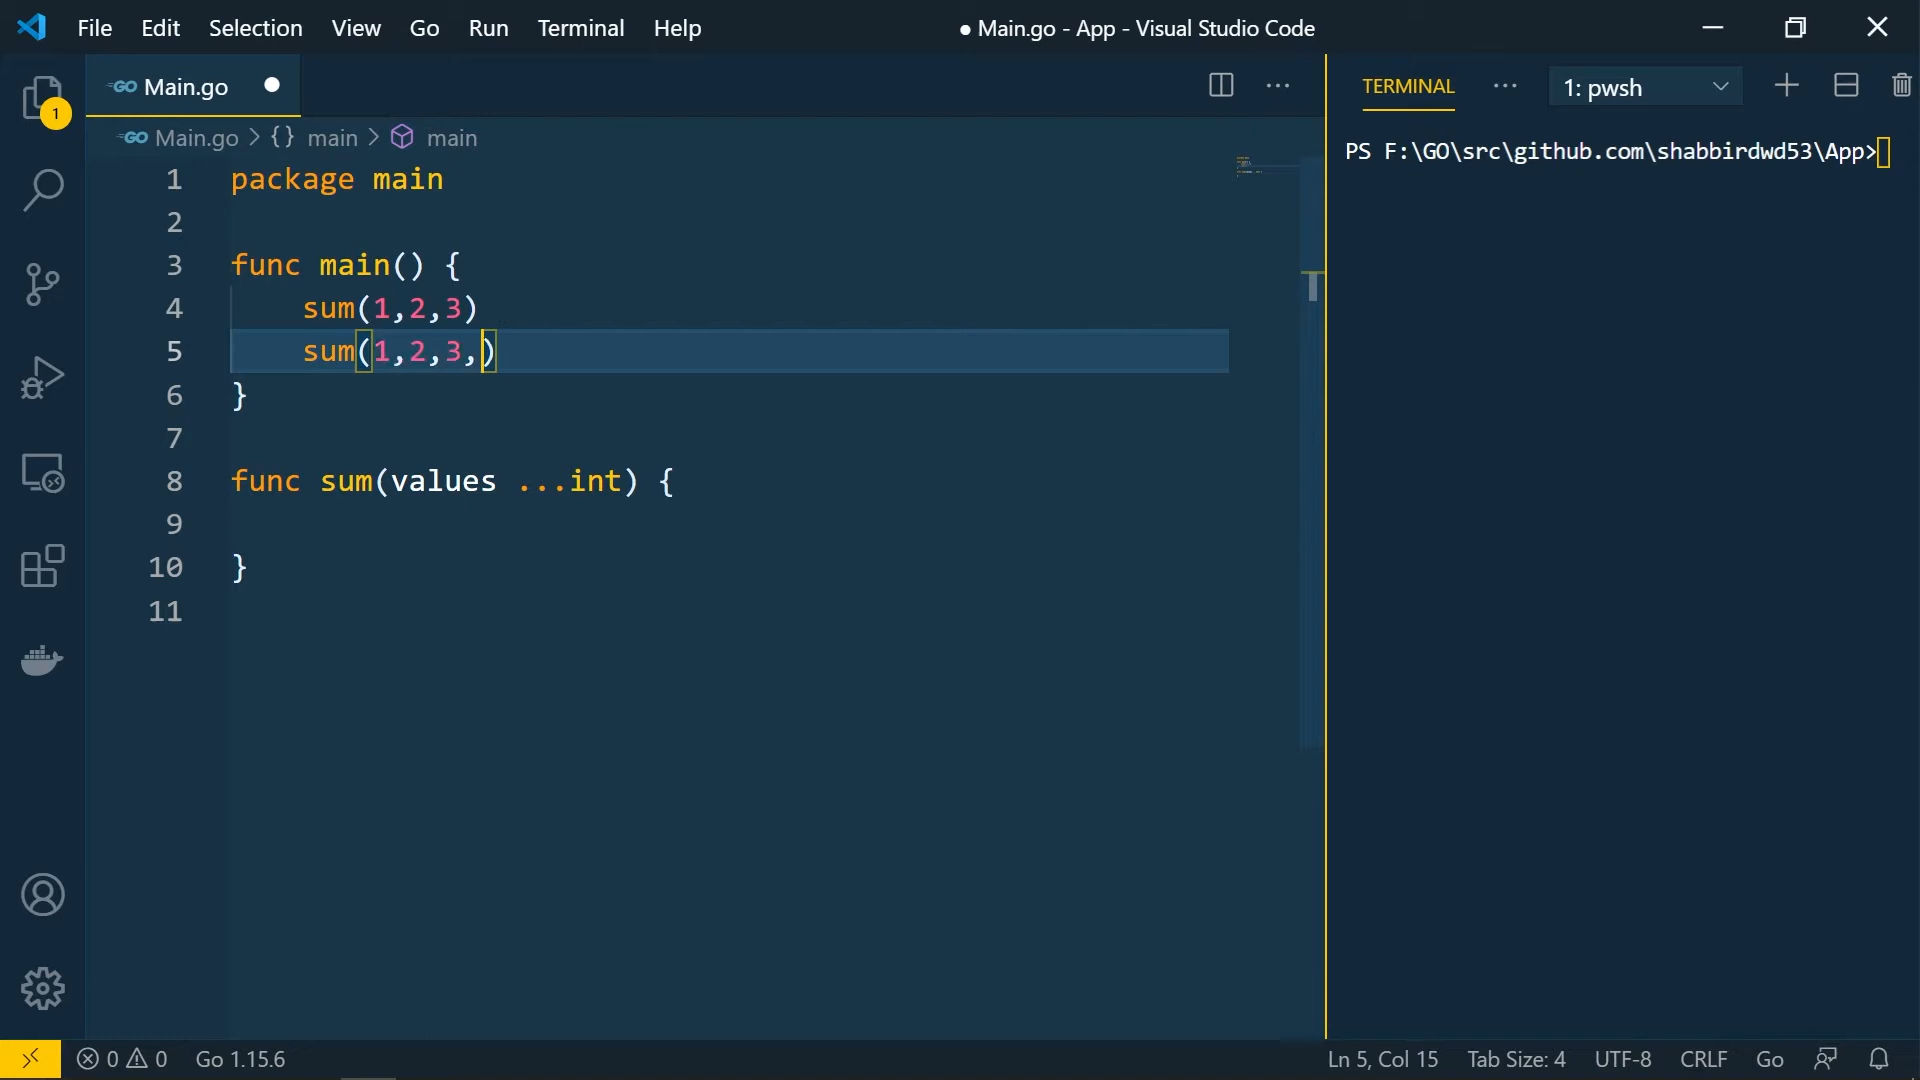 File Edit Selection View Go Run Terminal Help
● Main.go - App - Visual Studio Code
GO Main.go
TERMINAL ··· 1: pwsh
1
GO Main.go > {} main > main
PS F:\GO\src\github.com\shabbirdwd53\App>
1 package main
2
3 func main() {
4 sum(1,2,3)
5 sum(1,2,3,)
6 }
7
8 func sum(values ...int) {
9
10 }
11
0 0 Go 1.15.6
Ln 5, Col 15 Tab Size: 4 UTF-8 CRLF Go